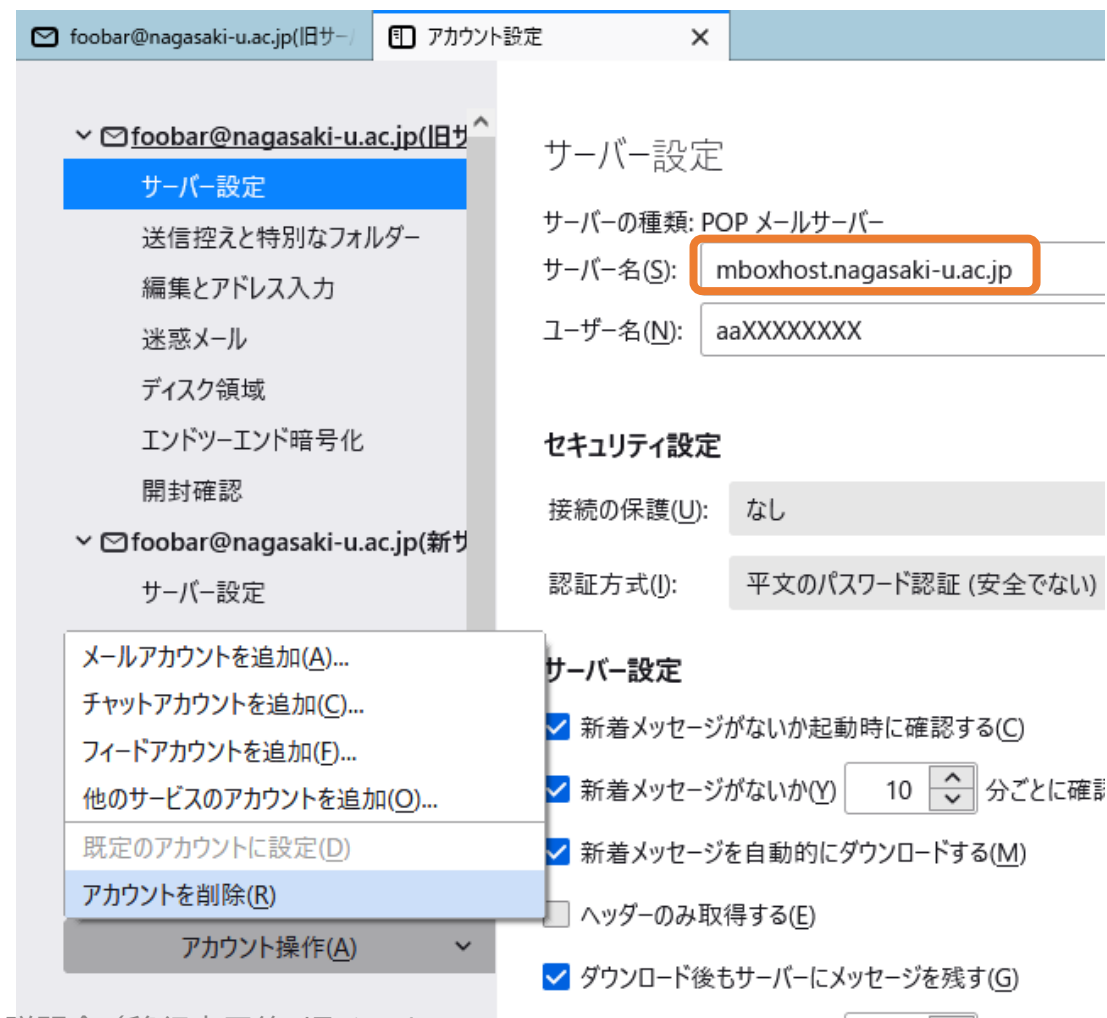 foobar@nagasaki-u.ac.jp(旧サー
アカウント設定
foobar@nagasaki-u.ac.jp(旧サ
サーバー設定
送信控えと特別なフォルダー
編集とアドレス入力
迷惑メール
ディスク領域
エンドツーエンド暗号化
開封確認
foobar@nagasaki-u.ac.jp(新サ
サーバー設定
メールアカウントを追加(A)...
チャットアカウントを追加(C)...
フィードアカウントを追加(F)...
他のサービスのアカウントを追加(O)...
既定のアカウントに設定(D)
アカウントを削除(R)
アカウント操作(A)
サーバー設定
サーバーの種類: POP メールサーバー
サーバー名(S): mboxhost.nagasaki-u.ac.jp
ユーザー名(N): aaXXXXXXXX
セキュリティ設定
接続の保護(U): なし
認証方式(I): 平文のパスワード認証 (安全でない)
サーバー設定
新着メッセージがないか起動時に確認する(C)
新着メッセージがないか(Y) 10 分ごとに確認
新着メッセージを自動的にダウンロードする(M)
ヘッダーのみ取得する(E)
ダウンロード後もサーバーにメッセージを残す(G)